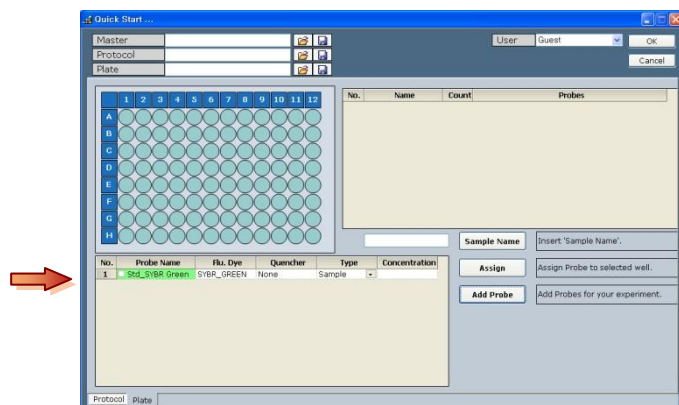 Quick Start ...
Master
User Guest OK
Protocol
Cancel
Plate
1 2 3 4 5 6 7 8 9 10 11 12
A
B
C
D
E
F
G
H
No. Name Count Probes
Sample Name Insert 'Sample Name'.
Assign Assign Probe to selected well.
Add Probe Add Probes for your experiment.
No. Probe Name Flu. Dye Quencher Type Concentration
1 Std_SYBR Green SYBR_GREEN None Sample
Protocol Plate